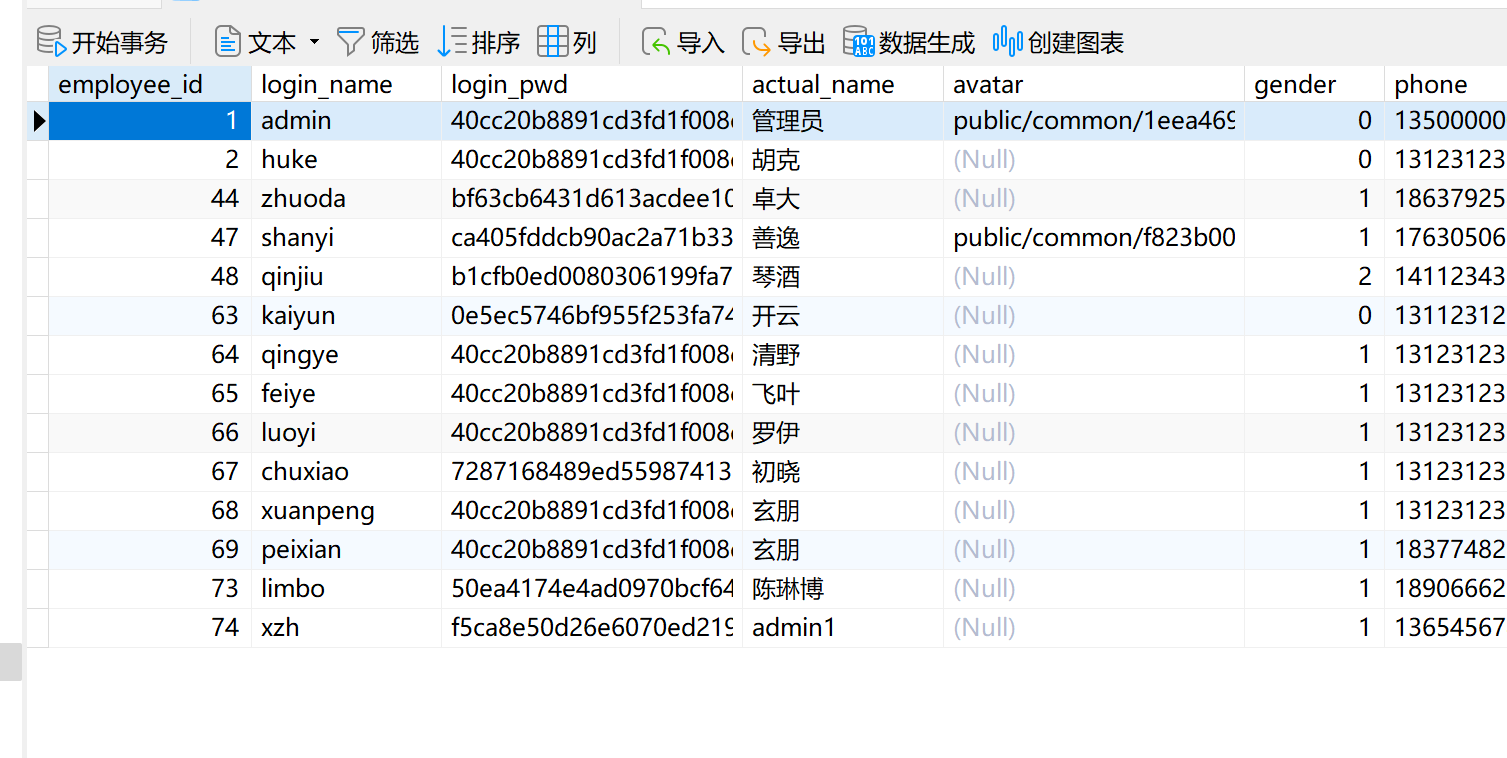 开始事务 文本 筛选 排序 列 导入 导出 数据生成 创建图表
employee_id login_name login_pwd actual_name avatar gender phone
1 admin 40cc20b8891cd3fd1f008 管理员 public/common/1eea469 0 13500000
2 huke 40cc20b8891cd3fd1f008 胡克 (Null) 0 13123123
44 zhuoda bf63cb6431d613acdee10 卓大 (Null) 1 18637925
47 shanyi ca405fddcb90ac2a71b33 善逸 public/common/f823b00 1 17630506
48 qinjiu b1cfb0ed0080306199fa7 琴酒 (Null) 2 14112343
63 kaiyun 0e5ec5746bf955f253fa74 开云 (Null) 0 13112312
64 qingye 40cc20b8891cd3fd1f008 清野 (Null) 1 13123123
65 feiye 40cc20b8891cd3fd1f008 飞叶 (Null) 1 13123123
66 luoyi 40cc20b8891cd3fd1f008 罗伊 (Null) 1 13123123
67 chuxiao 7287168489ed55987413 初晓 (Null) 1 13123123
68 xuanpeng 40cc20b8891cd3fd1f008 玄朋 (Null) 1 13123123
69 peixian 40cc20b8891cd3fd1f008 玄朋 (Null) 1 18377482
73 limbo 50ea4174e4ad0970bcf64 陈琳博 (Null) 1 18906662
74 xzh f5ca8e50d26e6070ed219 admin1 (Null) 1 13654567